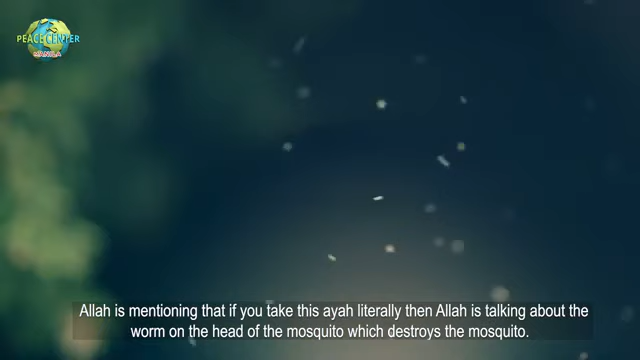 PEACE CENTER
MANILA
Allah is mentioning that if you take this ayah literally then Allah is talking about the
worm on the head of the mosquito which destroys the mosquito.